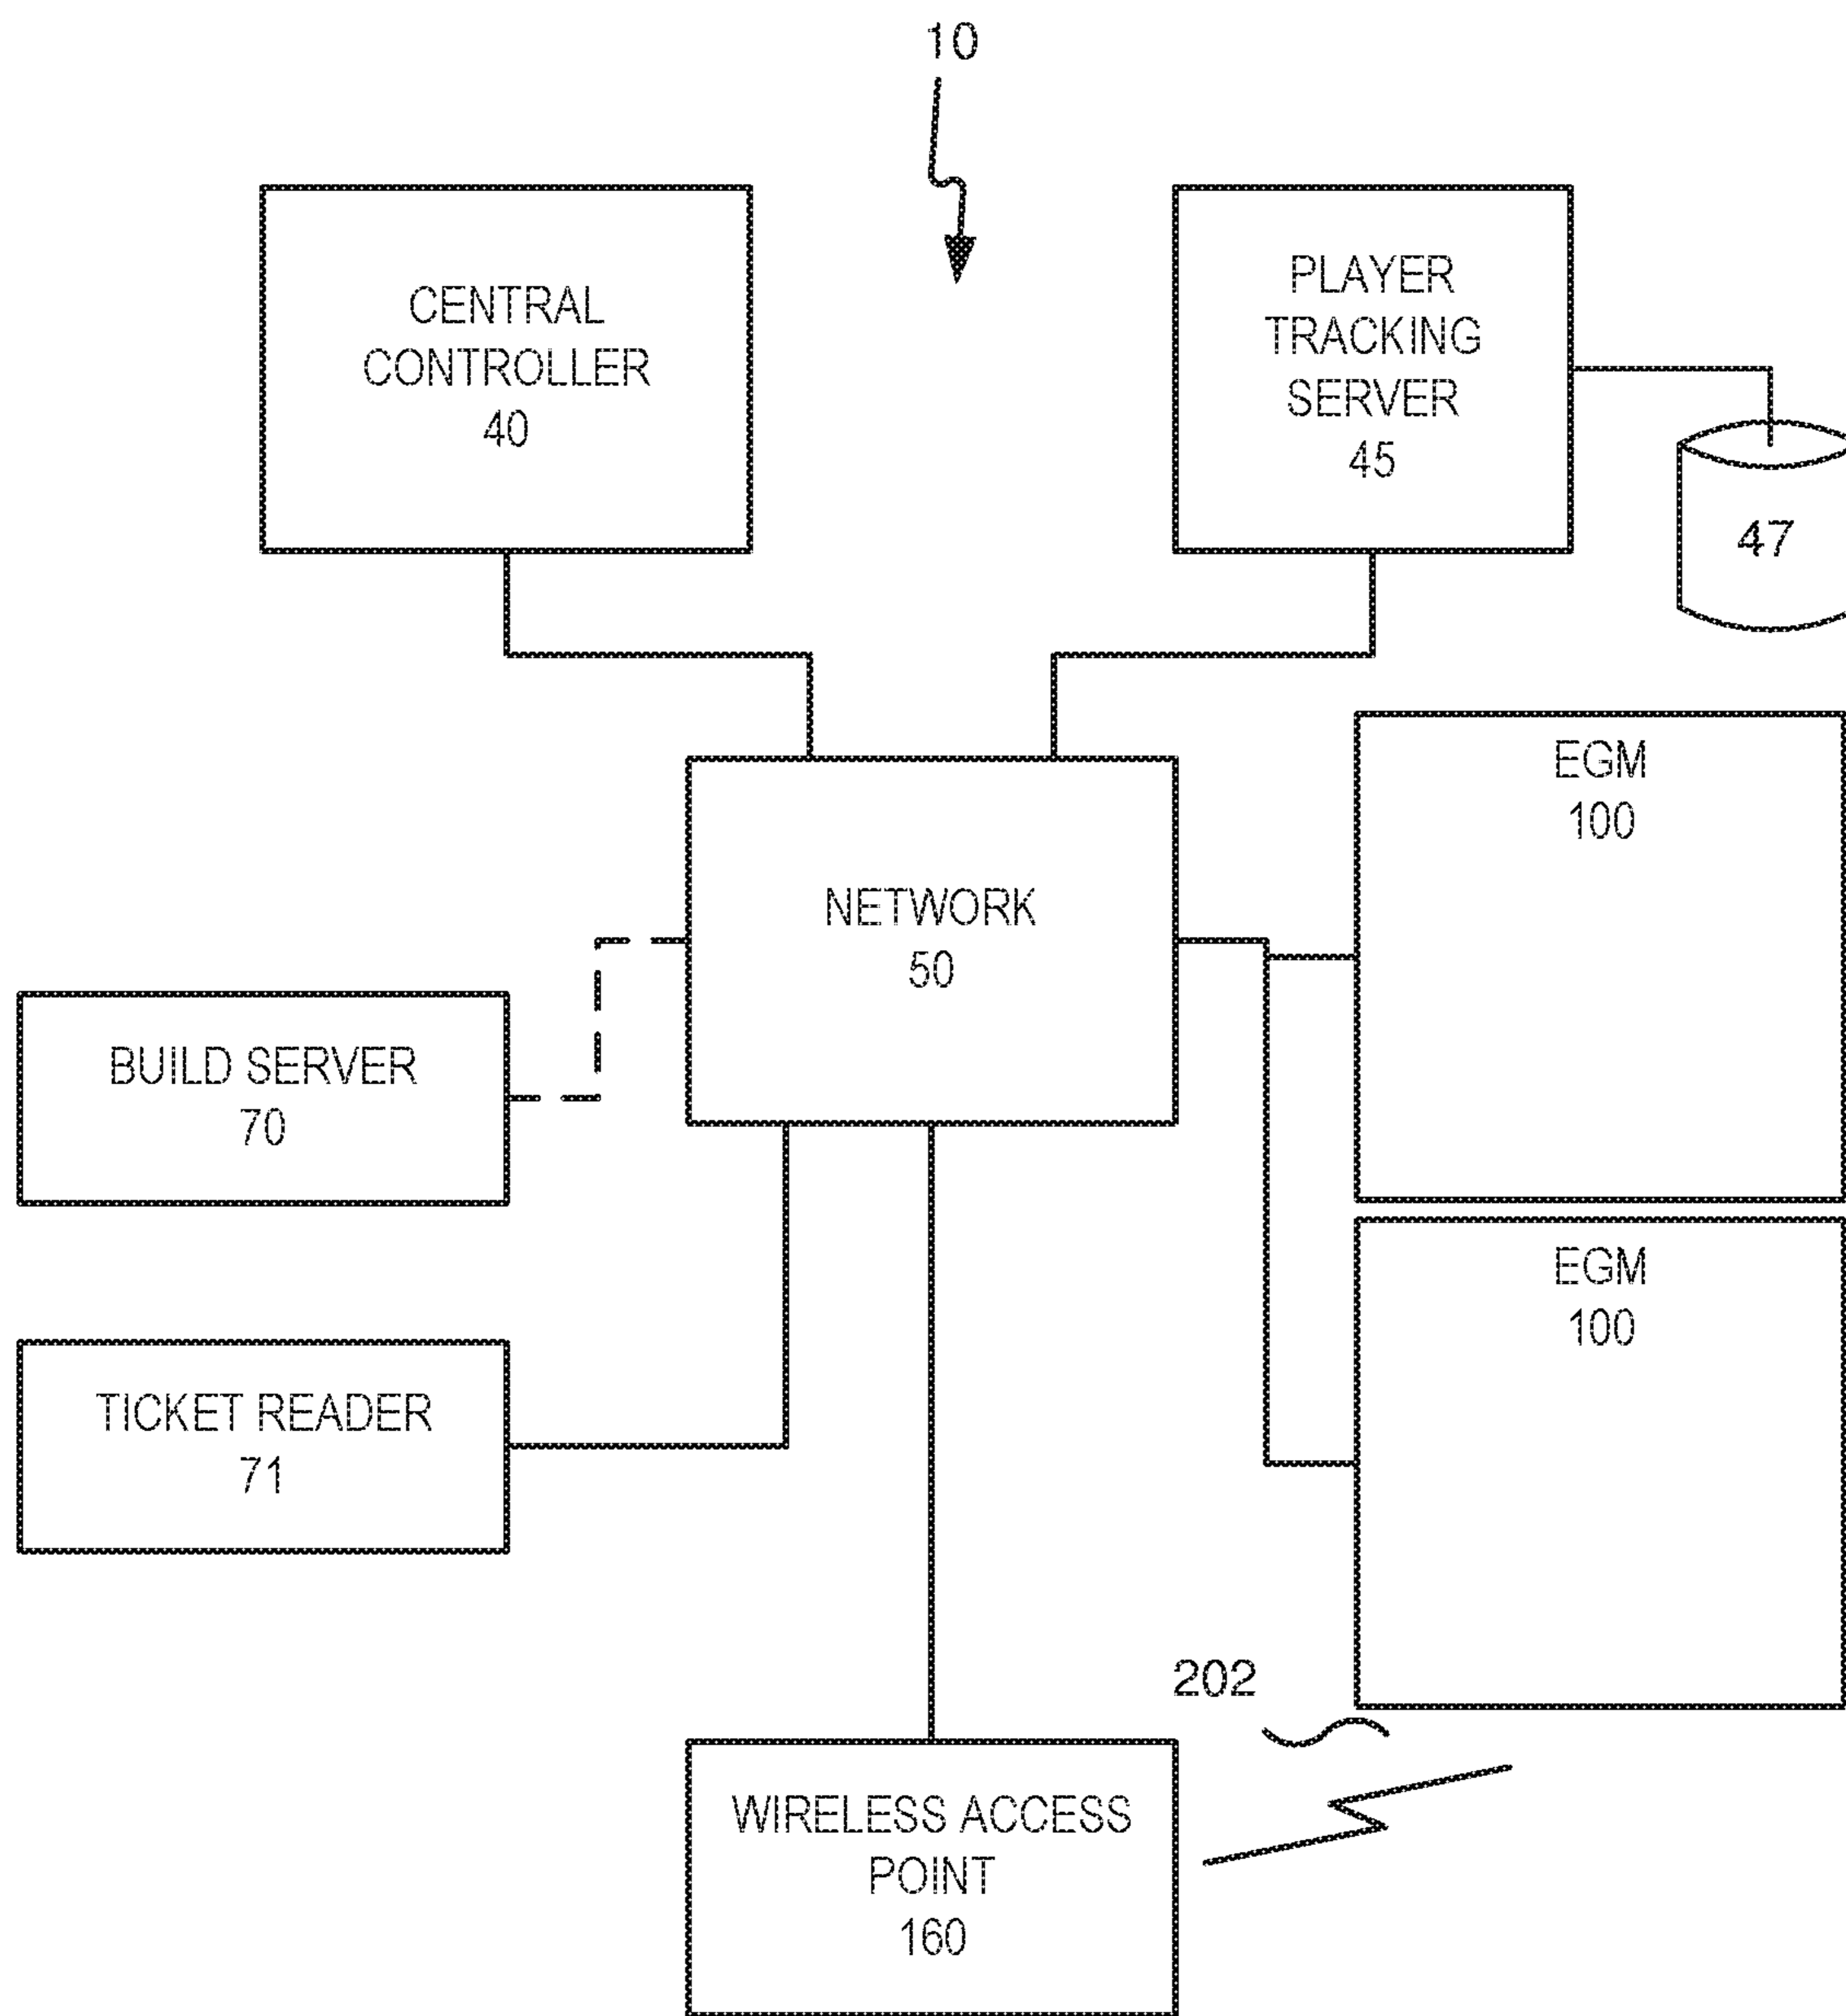 10
CENTRAL
CONTROLLER
40
PLAYER
TRACKING
SERVER
45
47
EGM
100
NETWORK
50
BUILD SERVER
70
EGM
100
TICKET READER
71
202
WIRELESS ACCESS
POINT
160